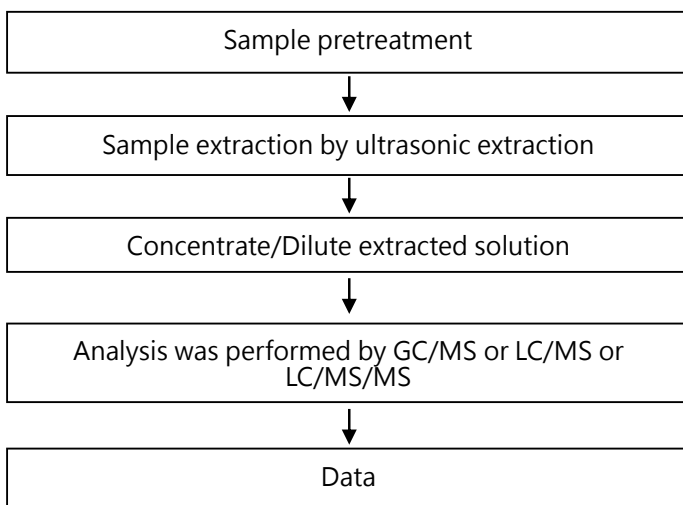 Sample pretreatment
Sample extraction by ultrasonic extraction
Concentrate/Dilute extracted solution
Analysis was performed by GC/MS or LC/MS or
LC/MS/MS
Data